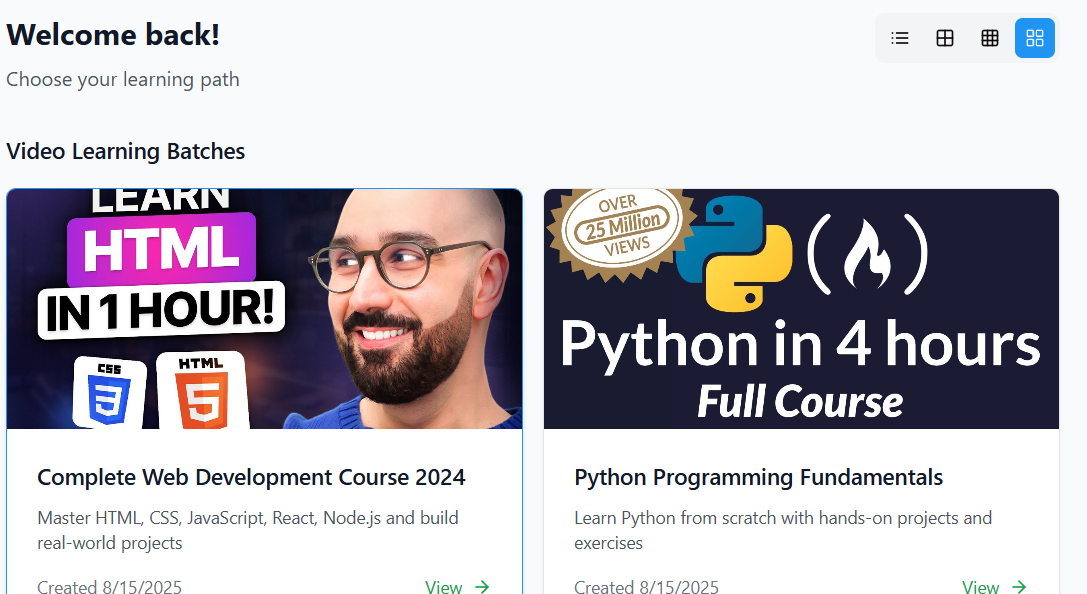 Welcome back!
Choose your learning path
Video Learning Batches
LEARN
HTML
IN 1 HOUR!
CSS
3
HTML
5
OVER
25 Million
VIEWS
Python in 4 hours
Full Course
Complete Web Development Course 2024
Master HTML, CSS, JavaScript, React, Node.js and build
real-world projects
Created 8/15/2025
View →
Python Programming Fundamentals
Learn Python from scratch with hands-on projects and
exercises
Created 8/15/2025
View →